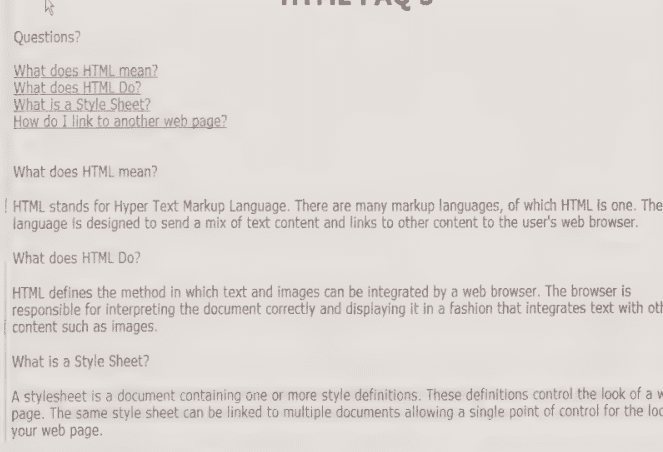 HTML FAQ's
Questions?
What does HTML mean?
What does HTML Do?
What is a Style Sheet?
How do I link to another web page?
What does HTML mean?
HTML stands for Hyper Text Markup Language. There are many markup languages, of which HTML is one. The
language is designed to send a mix of text content and links to other content to the user's web browser.
What does HTML Do?
HTML defines the method in which text and images can be integrated by a web browser. The browser is
responsible for interpreting the document correctly and displaying it in a fashion that integrates text with
content such as images.
What is a Style Sheet?
A stylesheet is a document containing one or more style definitions. These definitions control the look of a
page. The same style sheet can be linked to multiple documents allowing a single point of control for the
your web page.